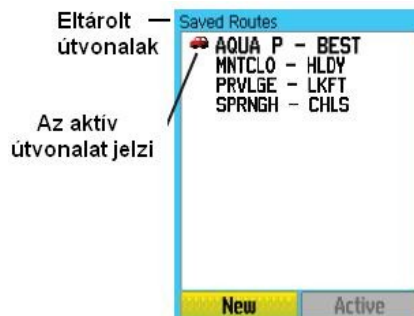 Eltárolt
útvonalak
Az aktív
útvonalat jelzi
Saved Routes
AQUA P - BEST
MNTCLO - HLDY
PRVLGE - LKFT
SPRNGH - CHLS
New
Active